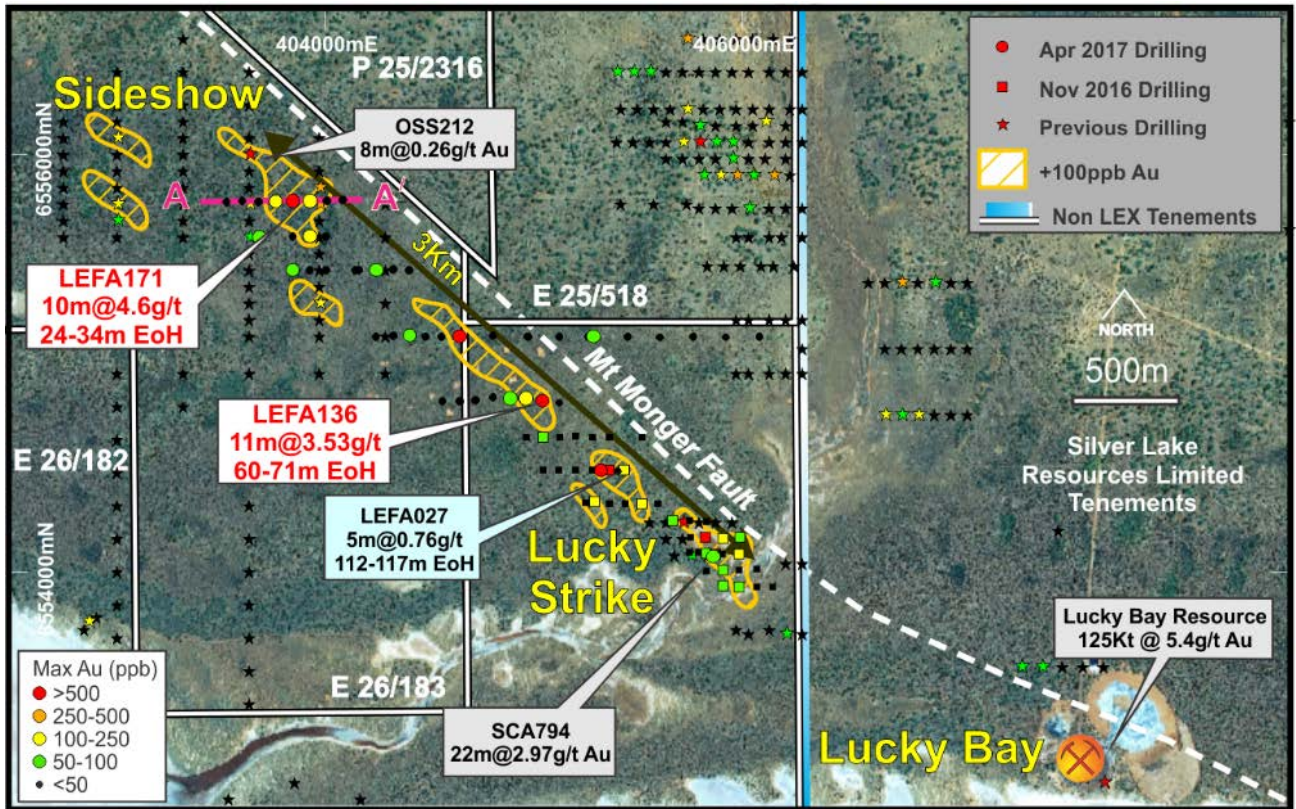 404000mE
406000mE
P 25/2316
Sideshow
OSS212
8m@0.26g/t Au
6556000mN
A
A'
3Km
LEFA171
10m@4.6g/t
24-34m EoH
E 25/518
Mt Monger Fault
LEFA136
11m@3.53g/t
60-71m EoH
E 26/182
LEFA027
5m@0.76g/t
112-117m EoH
Lucky
Strike
6554000mN
E 26/183
SCA794
22m@2.97g/t Au
Apr 2017 Drilling
Nov 2016 Drilling
Previous Drilling
+100ppb Au
Non LEX Tenements
NORTH
500m
Silver Lake
Resources Limited
Tenements
Lucky Bay Resource
125Kt @ 5.4g/t Au
Lucky Bay
Max Au (ppb)
>500
250-500
100-250
50-100
<50